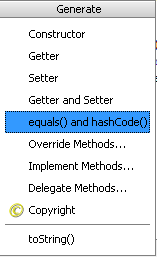 Generate
Constructor
Getter
Setter
Getter and Setter
equals() and hashCode()
Override Methods...
Implement Methods...
Delegate Methods...
© Copyright
toString()